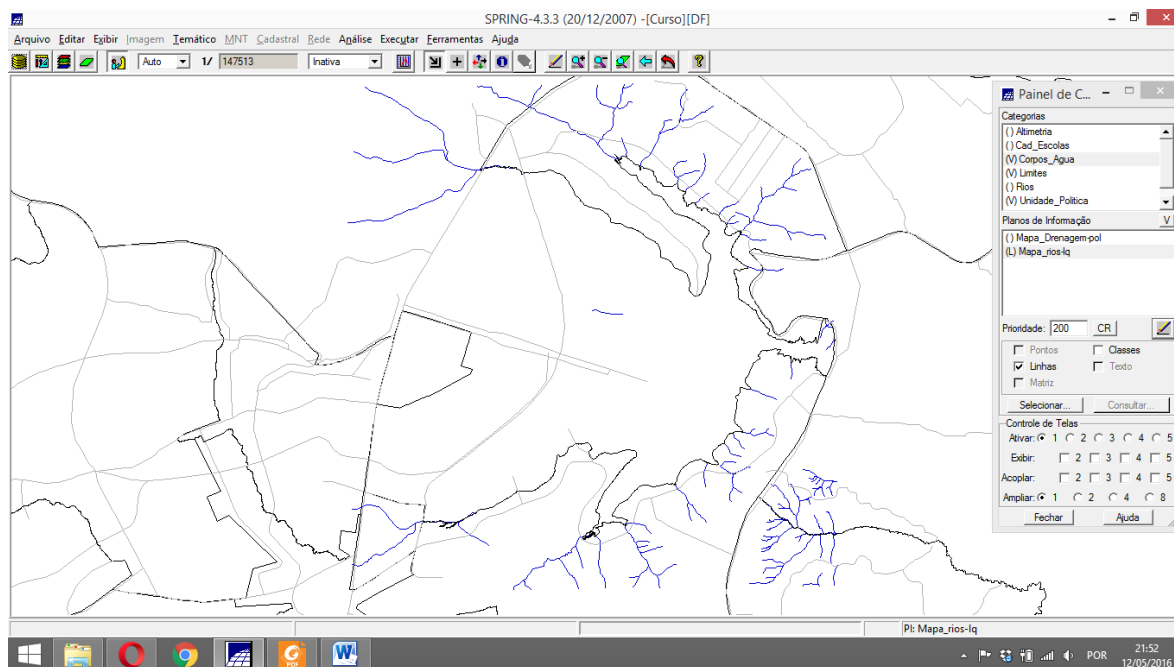 SPRING-4.3.3 (20/12/2007) -[Curso][DF]
Arquivo Editar Exibir Imagem Temático MNT Cadastral Rede Análise Executar Ferramentas Ajuda
Auto 1/ 147513 Inativa
Painel de C...
Categorias
() Altimetria
() Cad_Escolas
(V) Corpos_Agua
(V) Limites
() Rios
(V) Unidade_Politica
Planos de Informação V
() Mapa_Drenagem-pol
(L) Mapa_rios-lq
Prioridade: 200 CR
Pontos Classes
Linhas Texto
Matriz
Selecionar... Consultar...
Controle de Telas
Ativar: 1 2 3 4 5
Exibir: 2 3 4 5
Acoplar: 2 3 4 5
Ampliar: 1 2 4 8
Fechar Ajuda
PI: Mapa_rios-lq
PDF
POR
21:52
12/05/2016